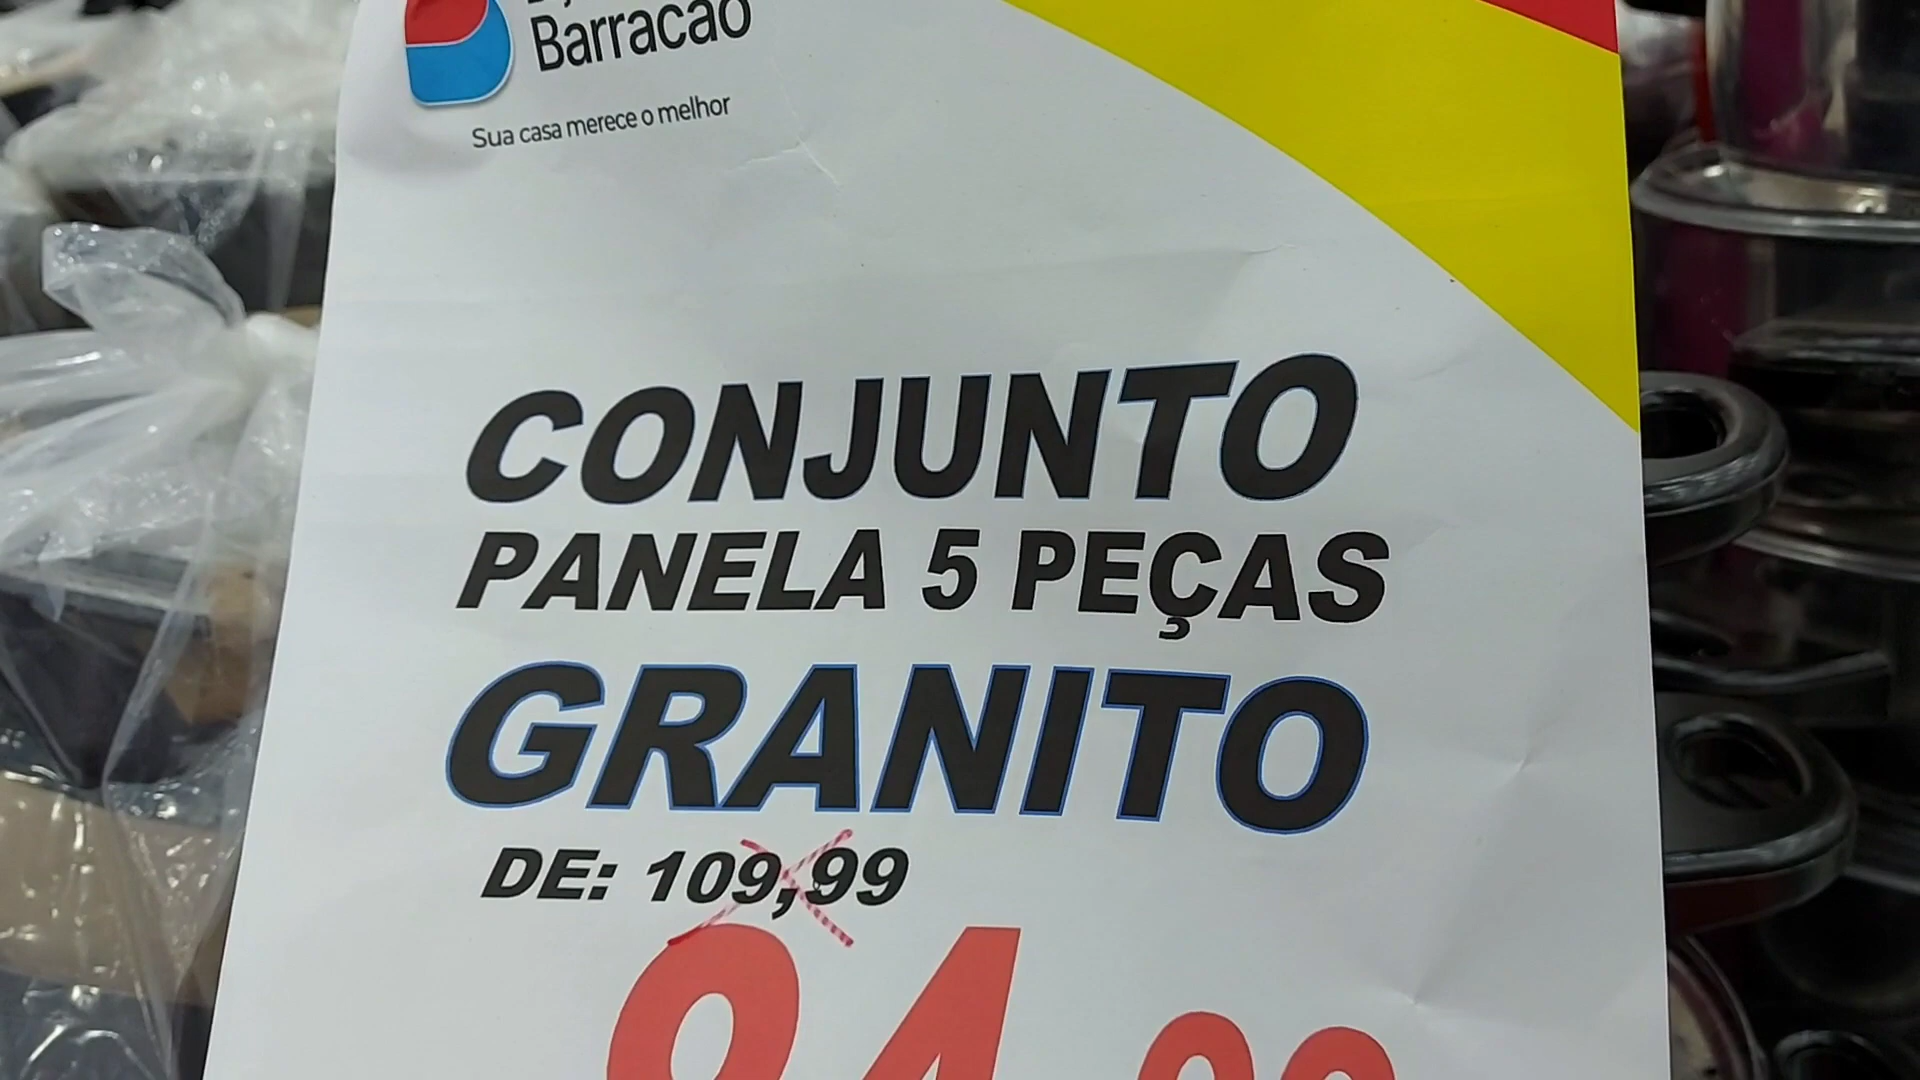 Barracão
Sua casa merece o melhor
CONJUNTO
PANELA 5 PEÇAS
GRANITO
DE: 109,99